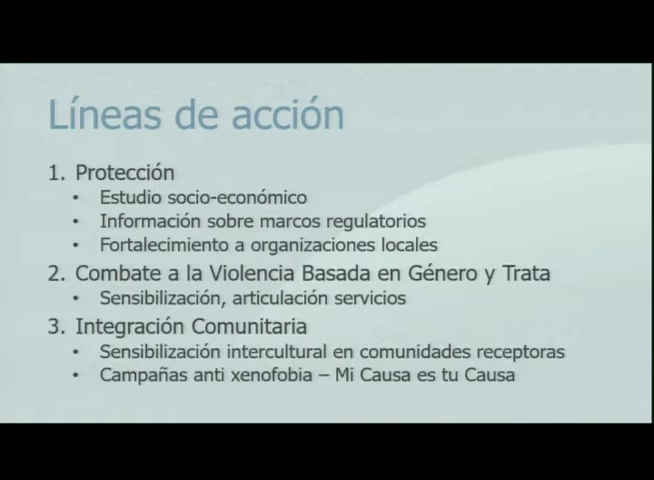 Líneas de acción
1. Protección
• Estudio socio-económico
• Información sobre marcos regulatorios
• Fortalecimiento a organizaciones locales
2. Combate a la Violencia Basada en Género y Trata
• Sensibilización, articulación servicios
3. Integración Comunitaria
• Sensibilización intercultural en comunidades receptoras
• Campañas anti xenofobia – Mi Causa es tu Causa